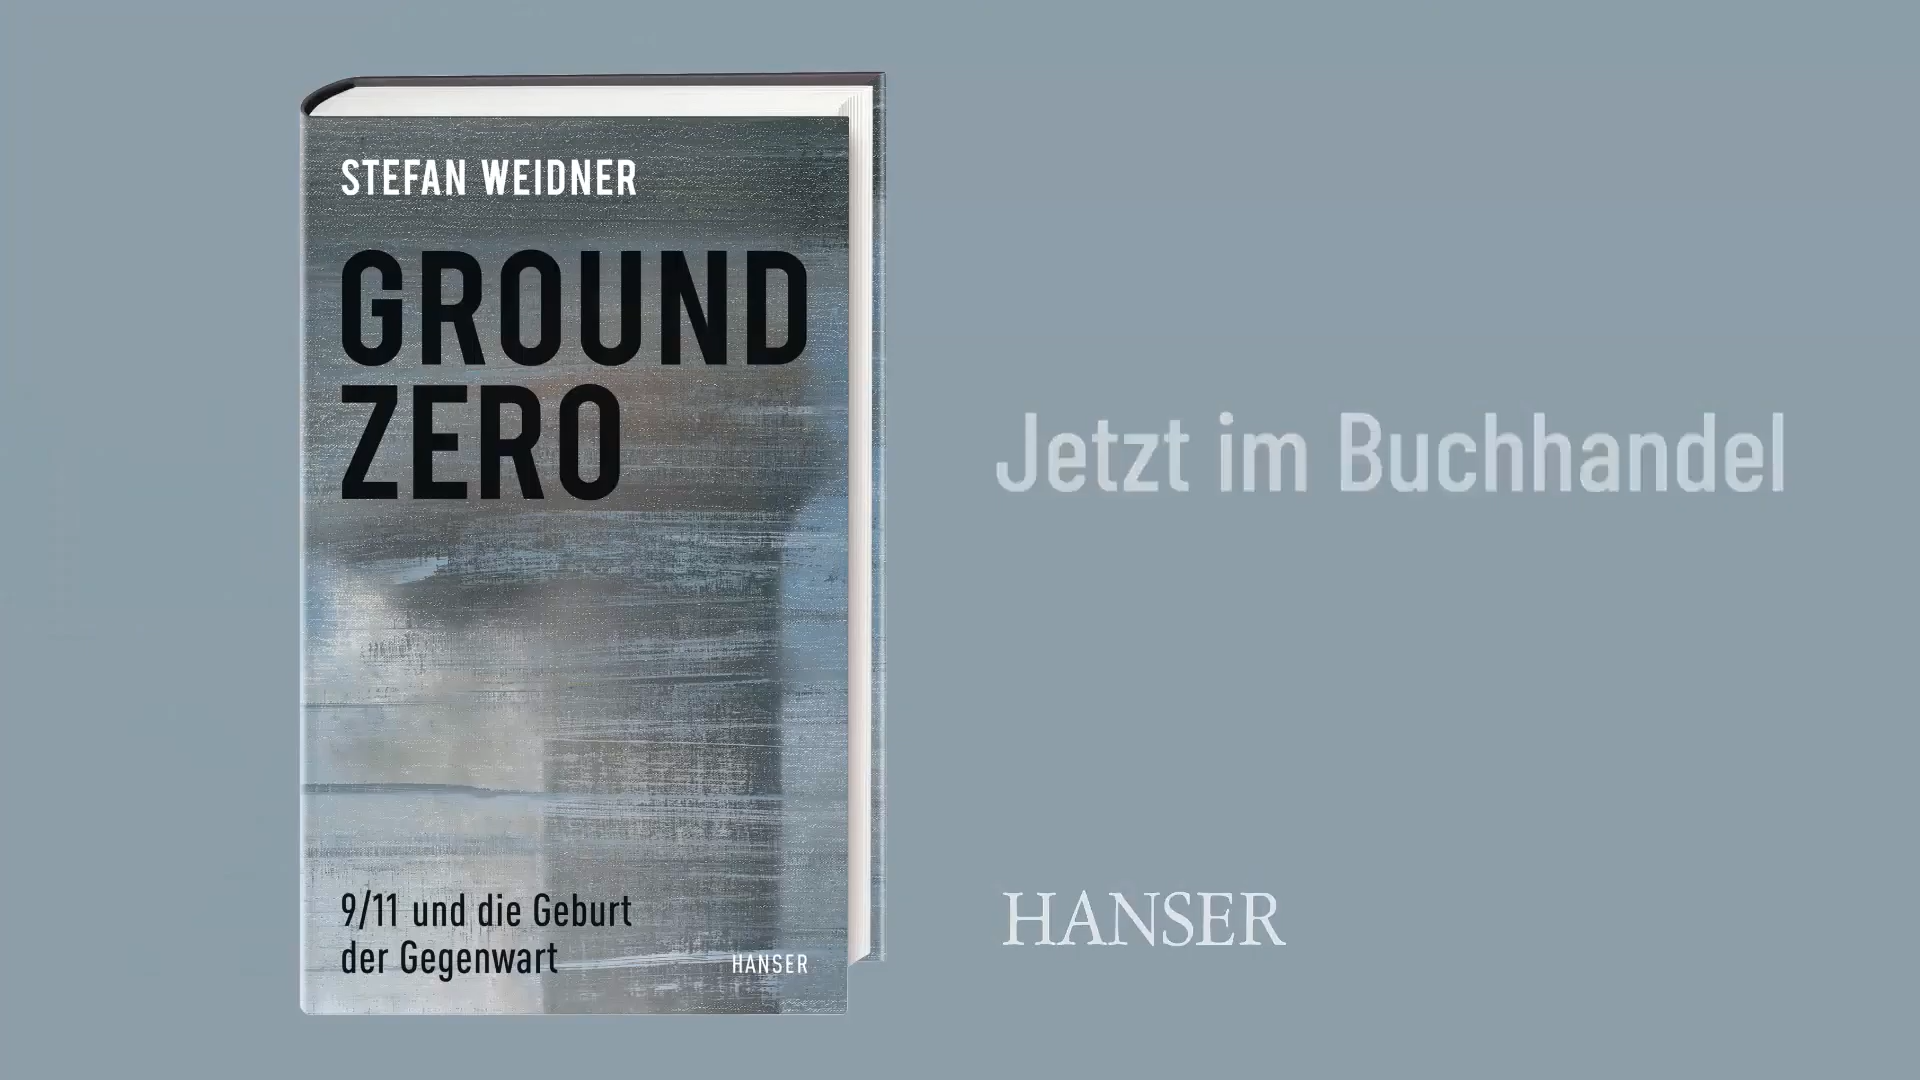 STEFAN WEIDNER
GROUND
ZERO
9/11 und die Geburt
der Gegenwart
HANSER
Jetzt im Buchhandel
HANSER